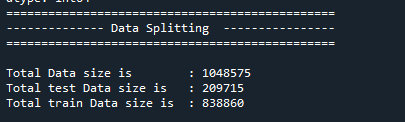 ==============================================
-------------- Data Splitting ----------------
==============================================
Total Data size is        : 1048575
Total test Data size is   : 209715
Total train Data size is  : 838860